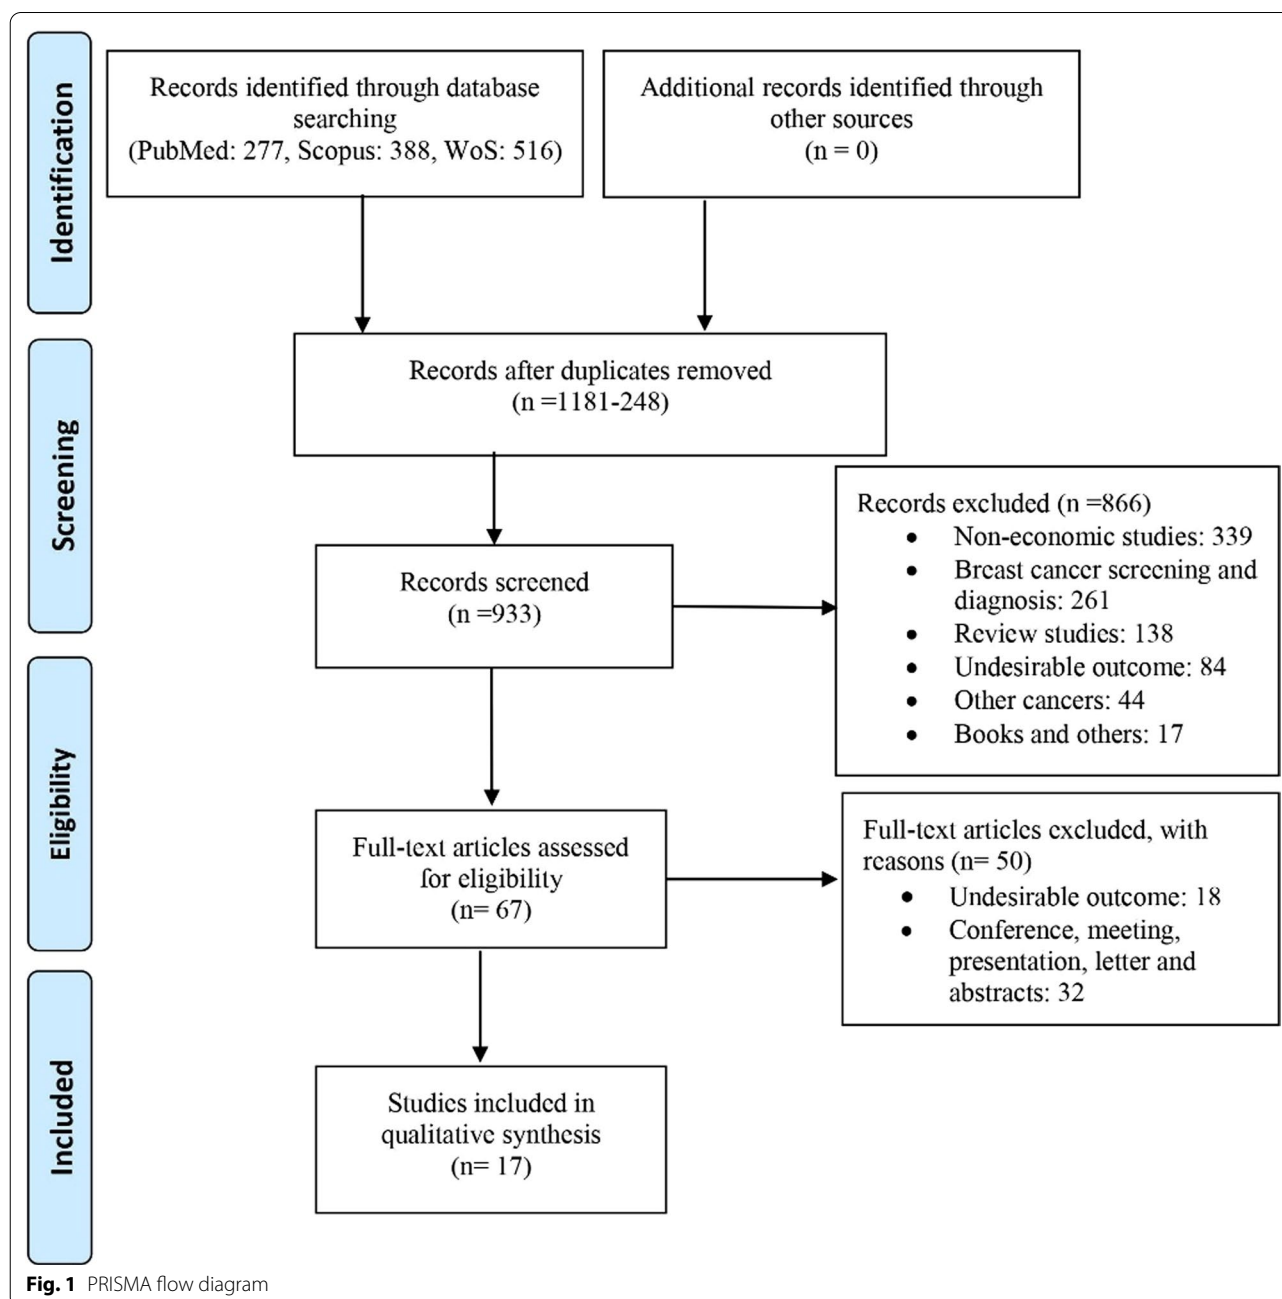 Identification
Records identified through database
searching
(PubMed: 277, Scopus: 388, WoS: 516)
Additional records identified through
other sources
(n = 0)
Screening
Records after duplicates removed
(n =1181-248)
Records screened
(n =933)
Records excluded (n =866)
• Non-economic studies: 339
• Breast cancer screening and
diagnosis: 261
• Review studies: 138
• Undesirable outcome: 84
• Other cancers: 44
• Books and others: 17
Eligibility
Full-text articles assessed
for eligibility
(n= 67)
Full-text articles excluded, with
reasons (n= 50)
• Undesirable outcome: 18
• Conference, meeting,
presentation, letter and
abstracts: 32
Included
Studies included in
qualitative synthesis
(n= 17)
Fig. 1 PRISMA flow diagram